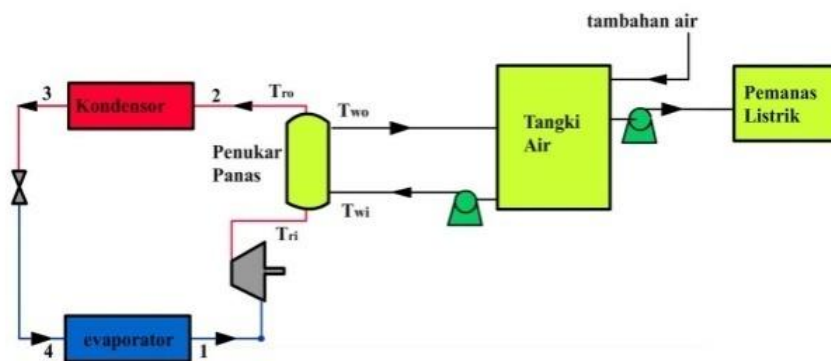 tambahan air
3
Kondensor
2
Tro
Two
Penukar
Panas
Tangki
Air
Pemanas
Listrik
Twi
Tri
4
evaporator
1